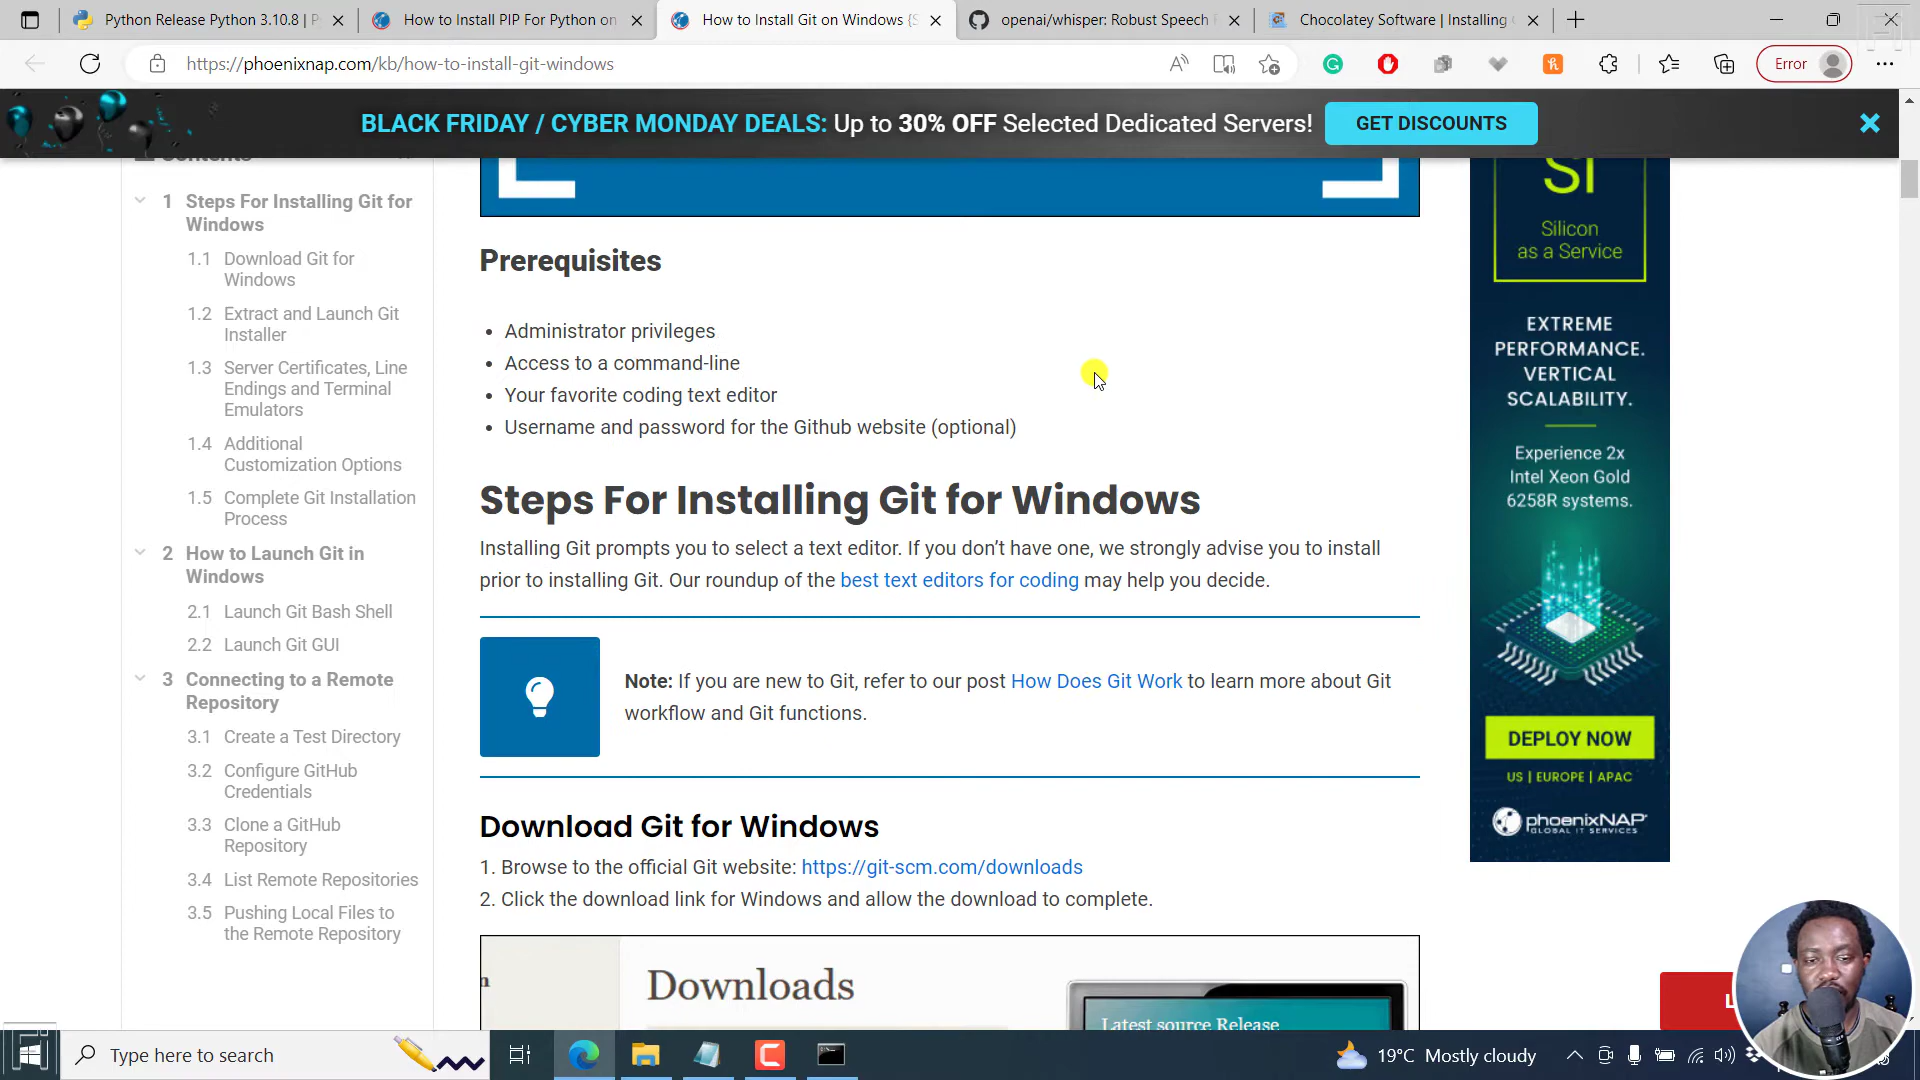 Python Release Python 3.10.8 | P
How to Install PIP For Python on
How to Install Git on Windows {S
openai/whisper: Robust Speech R
Chocolatey Software | Installing
https://phoenixnap.com/kb/how-to-install-git-windows
Error
BLACK FRIDAY / CYBER MONDAY DEALS: Up to 30% OFF Selected Dedicated Servers!
GET DISCOUNTS
Contents
1 Steps For Installing Git for
Windows
1.1 Download Git for
Windows
1.2 Extract and Launch Git
Installer
1.3 Server Certificates, Line
Endings and Terminal
Emulators
1.4 Additional
Customization Options
1.5 Complete Git Installation
Process
2 How to Launch Git in
Windows
2.1 Launch Git Bash Shell
2.2 Launch Git GUI
3 Connecting to a Remote
Repository
3.1 Create a Test Directory
3.2 Configure GitHub
Credentials
3.3 Clone a GitHub
Repository
3.4 List Remote Repositories
3.5 Pushing Local Files to
the Remote Repository
Prerequisites
• Administrator privileges
• Access to a command-line
• Your favorite coding text editor
• Username and password for the Github website (optional)
Steps For Installing Git for Windows
Installing Git prompts you to select a text editor. If you don’t have one, we strongly advise you to install
prior to installing Git. Our roundup of the best text editors for coding may help you decide.
Note: If you are new to Git, refer to our post How Does Git Work to learn more about Git
workflow and Git functions.
Download Git for Windows
1. Browse to the official Git website: https://git-scm.com/downloads
2. Click the download link for Windows and allow the download to complete.
Downloads
Latest source Release
Si
Silicon
as a Service
EXTREME
PERFORMANCE.
VERTICAL
SCALABILITY.
Experience 2x
Intel Xeon Gold
6258R systems.
DEPLOY NOW
US | EUROPE | APAC
phoenixNAP
GLOBAL IT SERVICES
Type here to search
19°C Mostly cloudy